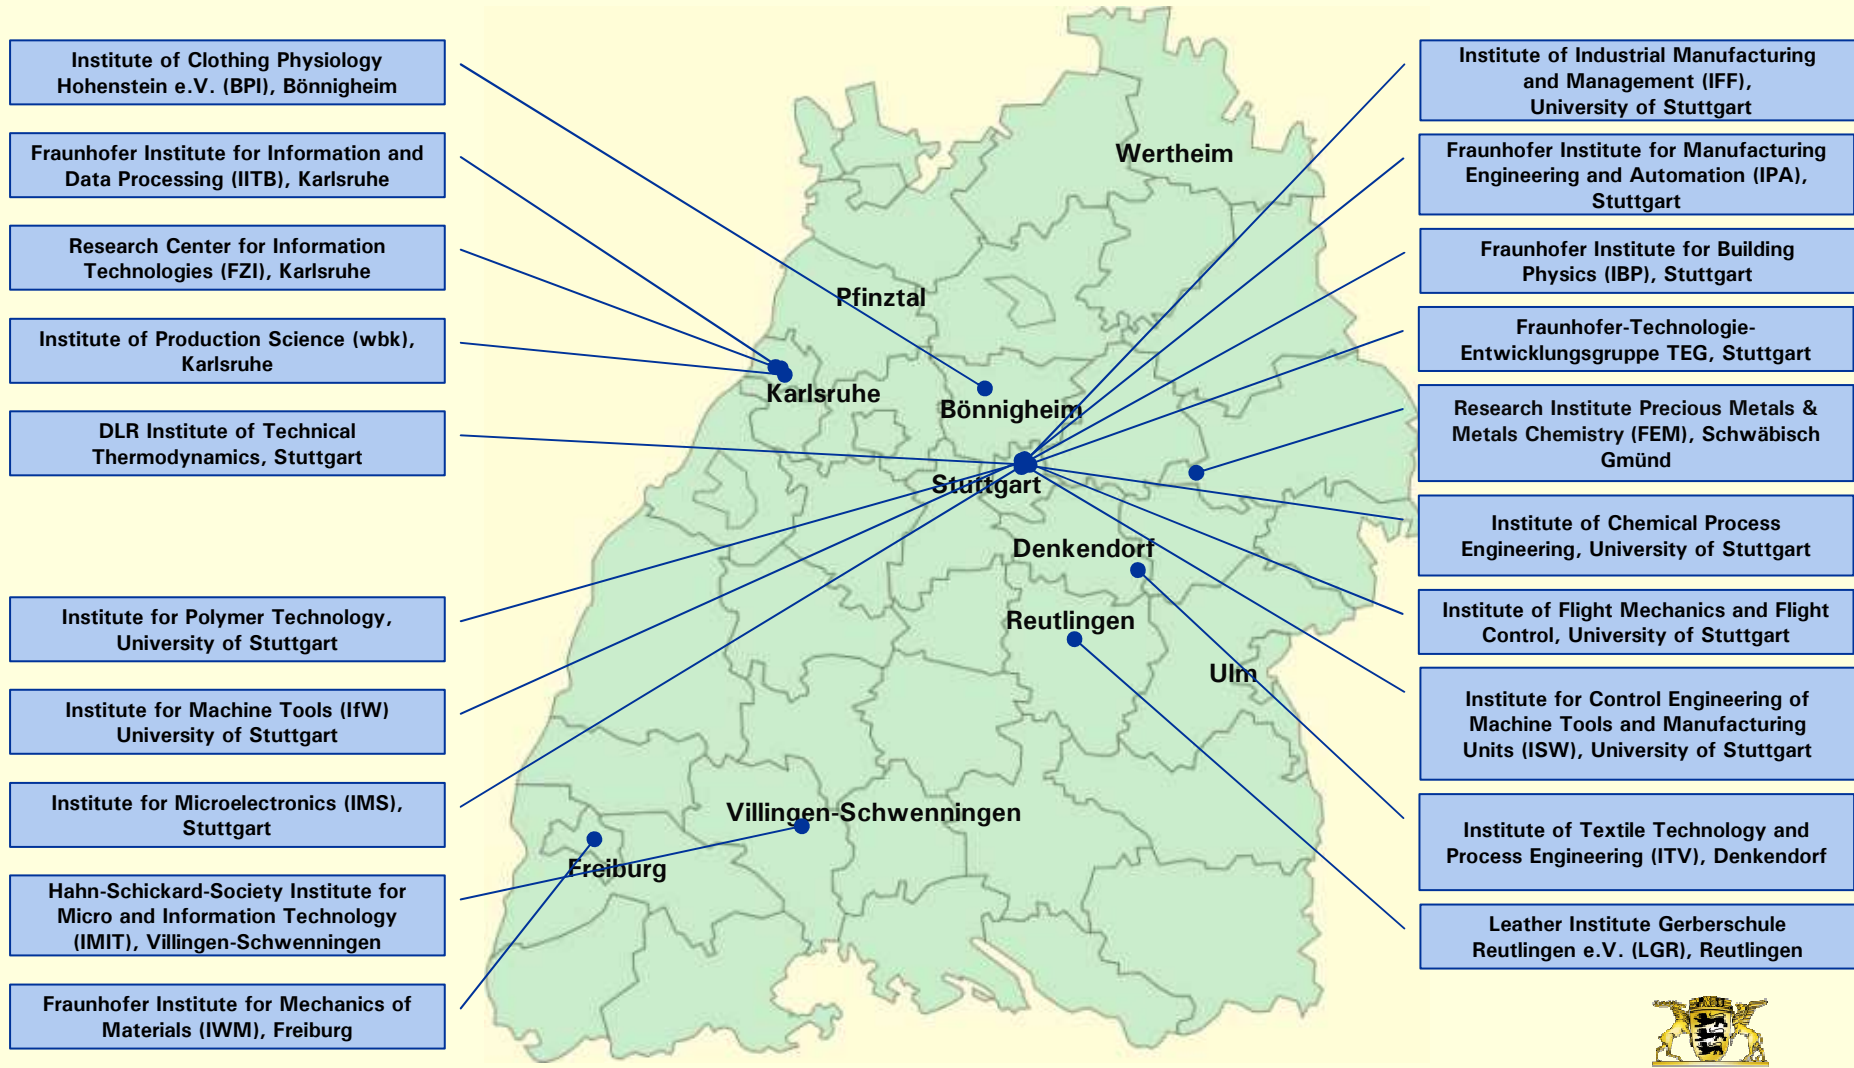 Institute of Clothing Physiology
Hohenstein e.V. (BPI), Bönnigheim
Fraunhofer Institute for Information and
Data Processing (IITB), Karlsruhe
Research Center for Information
Technologies (FZI), Karlsruhe
Institute of Production Science (wbk),
Karlsruhe
DLR Institute of Technical
Thermodynamics, Stuttgart
Institute for Polymer Technology,
University of Stuttgart
Institute for Machine Tools (IfW)
University of Stuttgart
Institute for Microelectronics (IMS),
Stuttgart
Hahn-Schickard-Society Institute for
Micro and Information Technology
(IMIT), Villingen-Schwenningen
Fraunhofer Institute for Mechanics of
Materials (IWM), Freiburg
Wertheim
Pfinztal
Karlsruhe
Bönnigheim
Stuttgart
Denkendorf
Reutlingen
Ulm
Villingen-Schwenningen
Freiburg
Institute of Industrial Manufacturing
and Management (IFF),
University of Stuttgart
Fraunhofer Institute for Manufacturing
Engineering and Automation (IPA),
Stuttgart
Fraunhofer Institute for Building
Physics (IBP), Stuttgart
Fraunhofer-Technologie-
Entwicklungsgruppe TEG, Stuttgart
Research Institute Precious Metals &
Metals Chemistry (FEM), Schwäbisch
Gmünd
Institute of Chemical Process
Engineering, University of Stuttgart
Institute of Flight Mechanics and Flight
Control, University of Stuttgart
Institute for Control Engineering of
Machine Tools and Manufacturing
Units (ISW), University of Stuttgart
Institute of Textile Technology and
Process Engineering (ITV), Denkendorf
Leather Institute Gerberschule
Reutlingen e.V. (LGR), Reutlingen